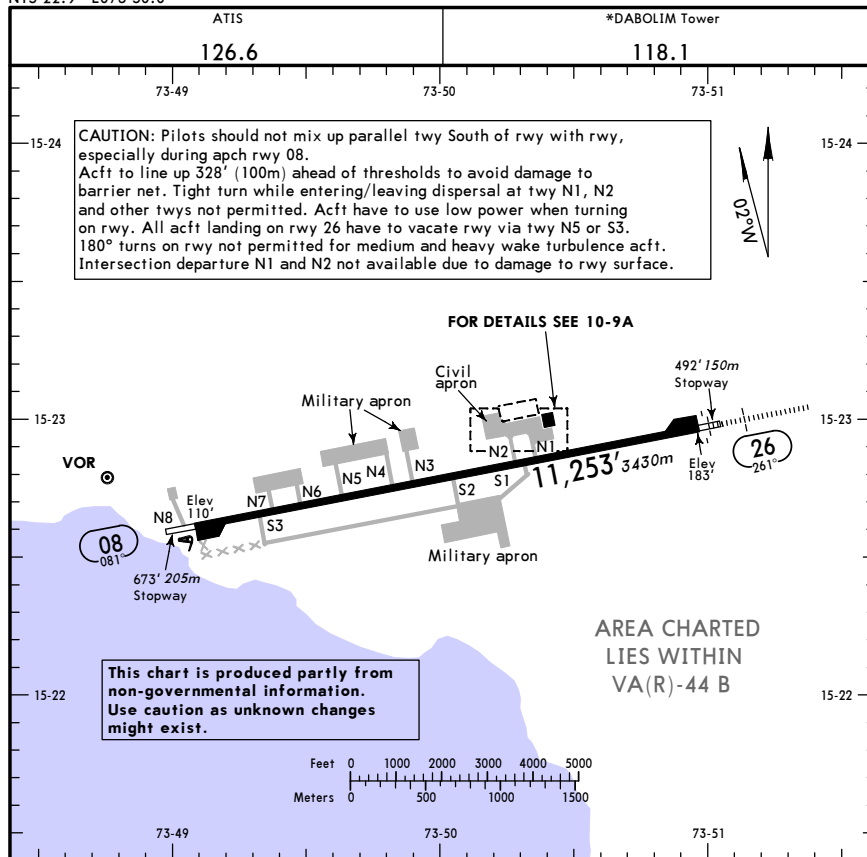 ATIS
126.6
*DABOLIM Tower
118.1
73-49
73-50
73-51
15-24
15-24
CAUTION: Pilots should not mix up parallel twy South of rwy with rwy,
especially during apch rwy 08.
Acft to line up 328' (100m) ahead of thresholds to avoid damage to
barrier net. Tight turn while entering/leaving dispersal at twy N1, N2
and other twys not permitted. Acft have to use low power when turning
on rwy. All acft landing on rwy 26 have to vacate rwy via twy N5 or S3.
180° turns on rwy not permitted for medium and heavy wake turbulence acft.
Intersection departure N1 and N2 not available due to damage to rwy surface.
02°W
FOR DETAILS SEE 10-9A
Civil
apron
492' 150m
Stopway
Military apron
15-23
15-23
N2
N1
26
261°
Elev
183'
VOR
N3
N4
N5
N6
N7
N8
S1
S2
S3
11,253' 3430m
Elev
110'
08
081°
Military apron
673' 205m
Stopway
AREA CHARTED
LIES WITHIN
VA(R)-44 B
This chart is produced partly from
non-governmental information.
Use caution as unknown changes
might exist.
15-22
15-22
Feet 0 1000 2000 3000 4000 5000
Meters 0 500 1000 1500
73-49
73-50
73-51